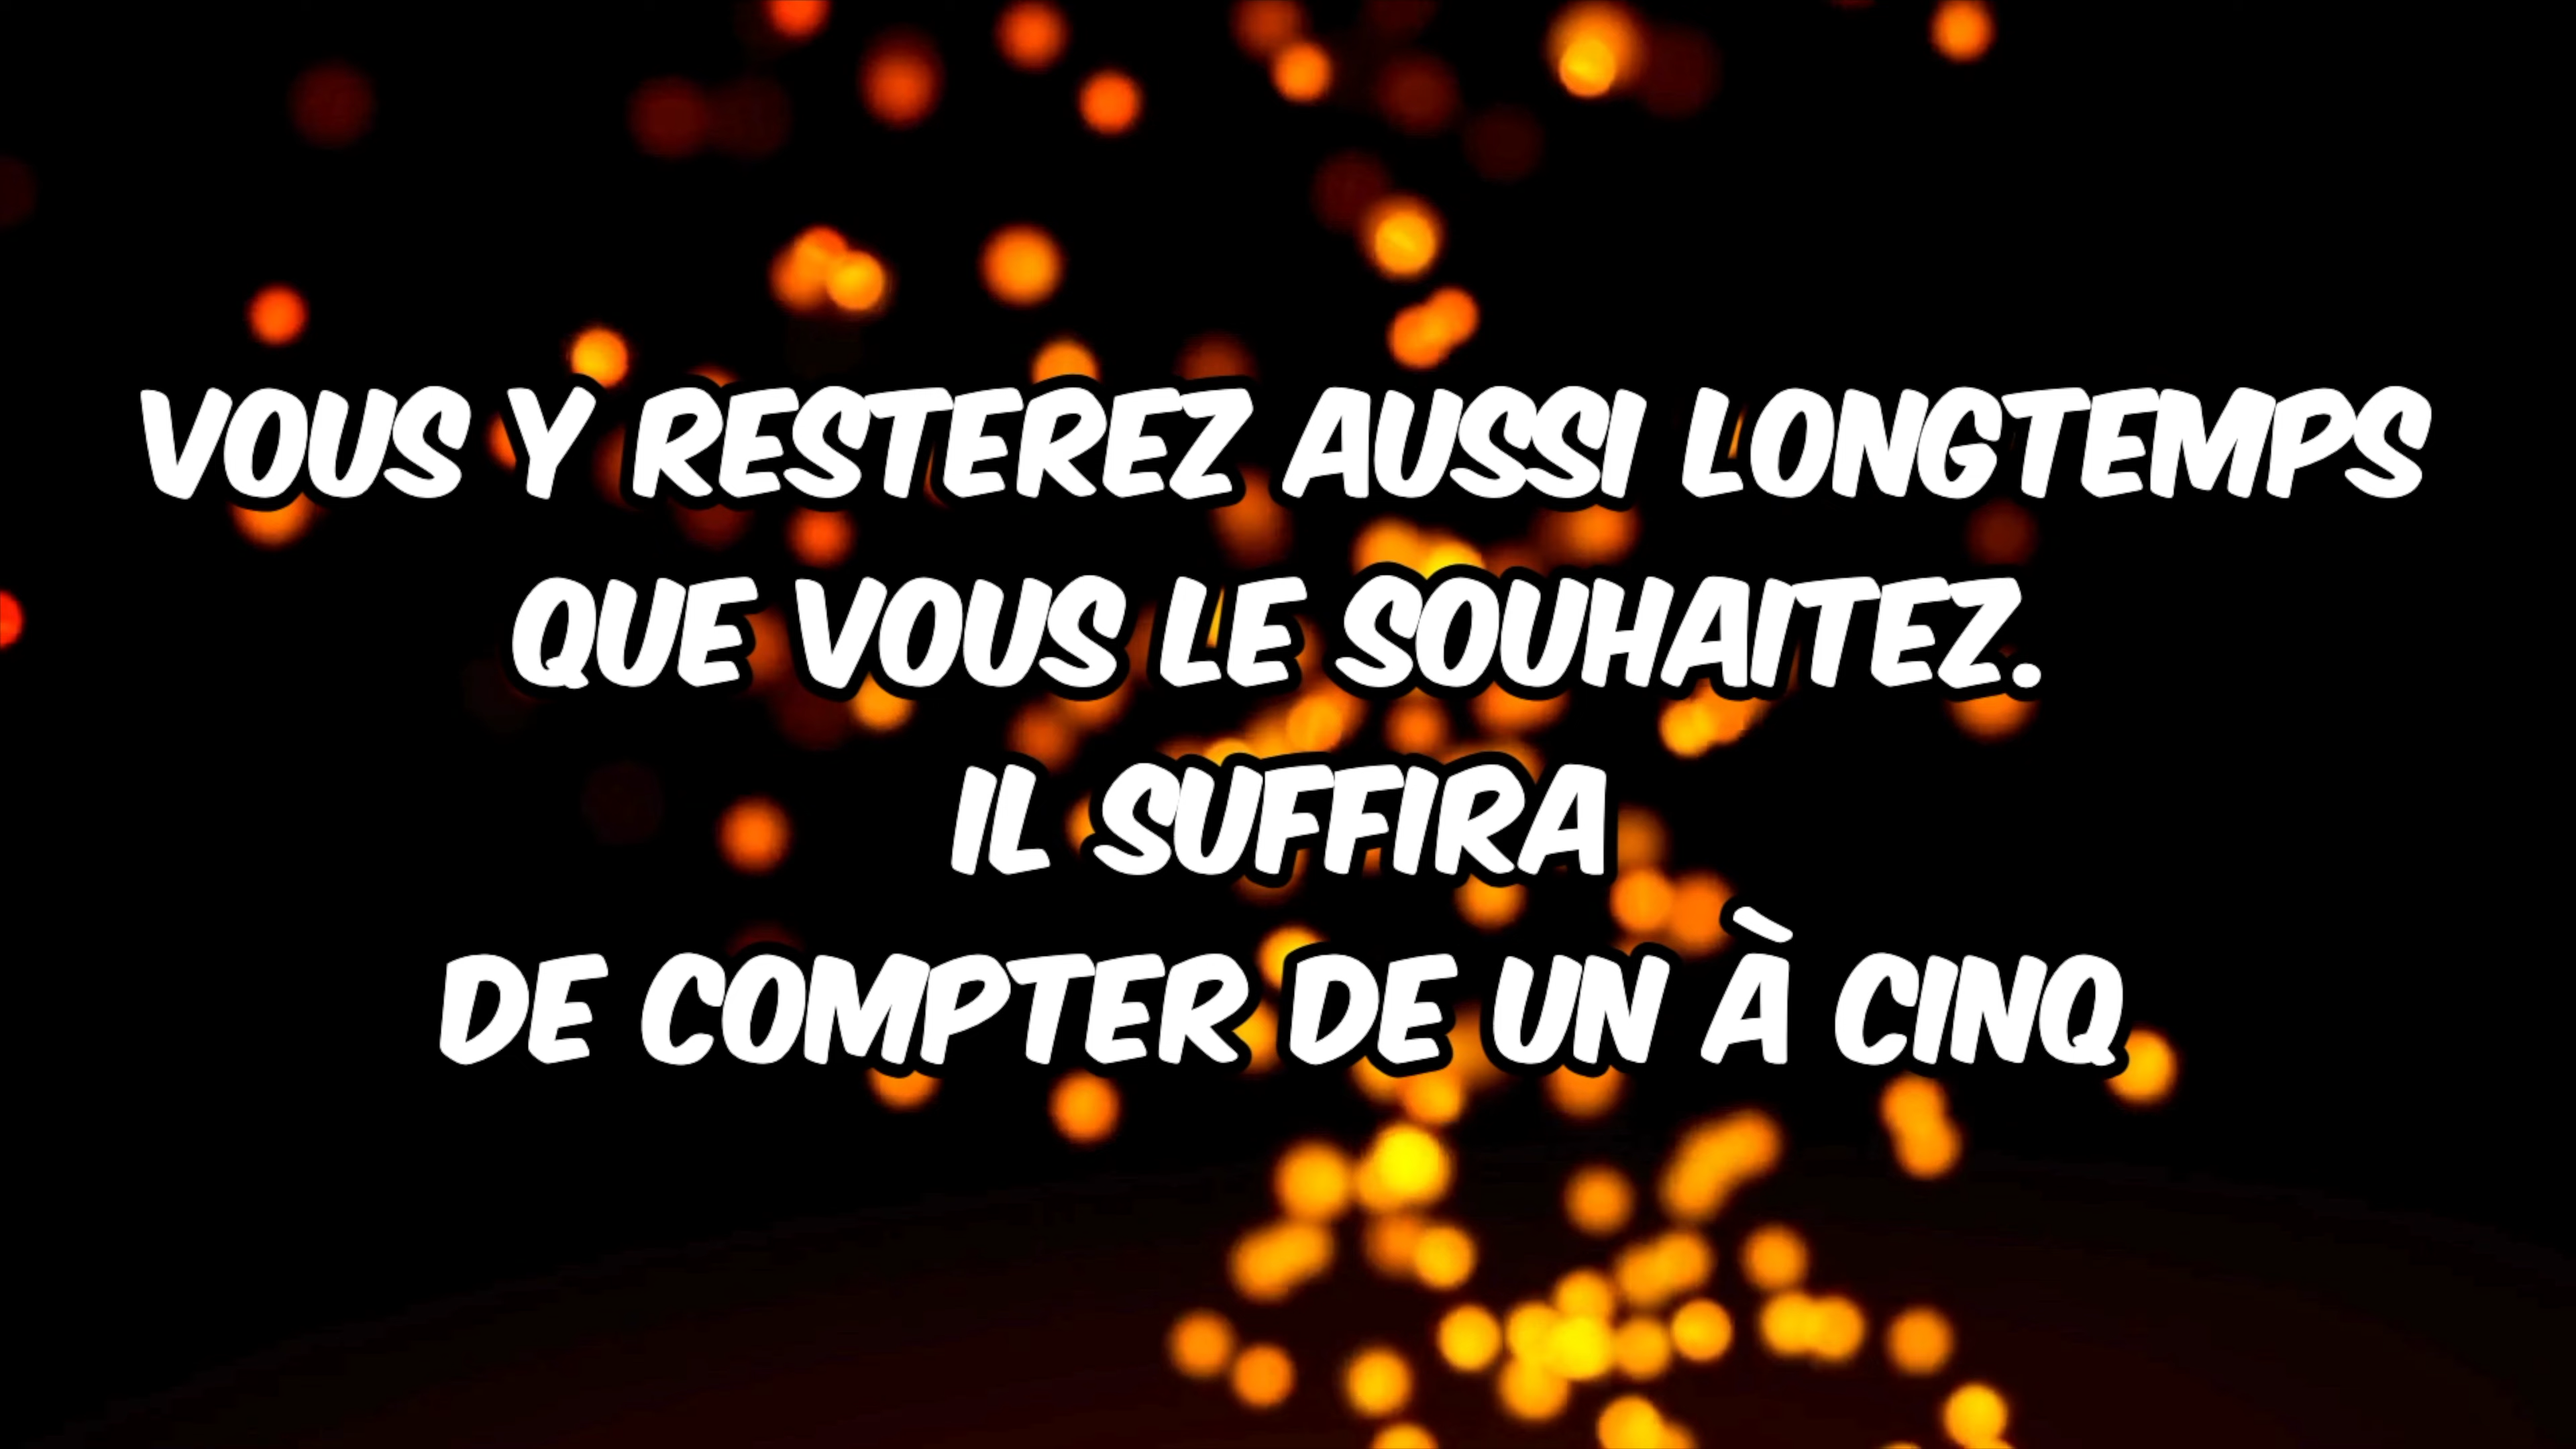 VOUS Y RESTEREZ AUSSI LONGTEMPS
QUE VOUS LE SOUHAITEZ.
IL SUFFIRA
DE COMPTER DE UN À CINQ